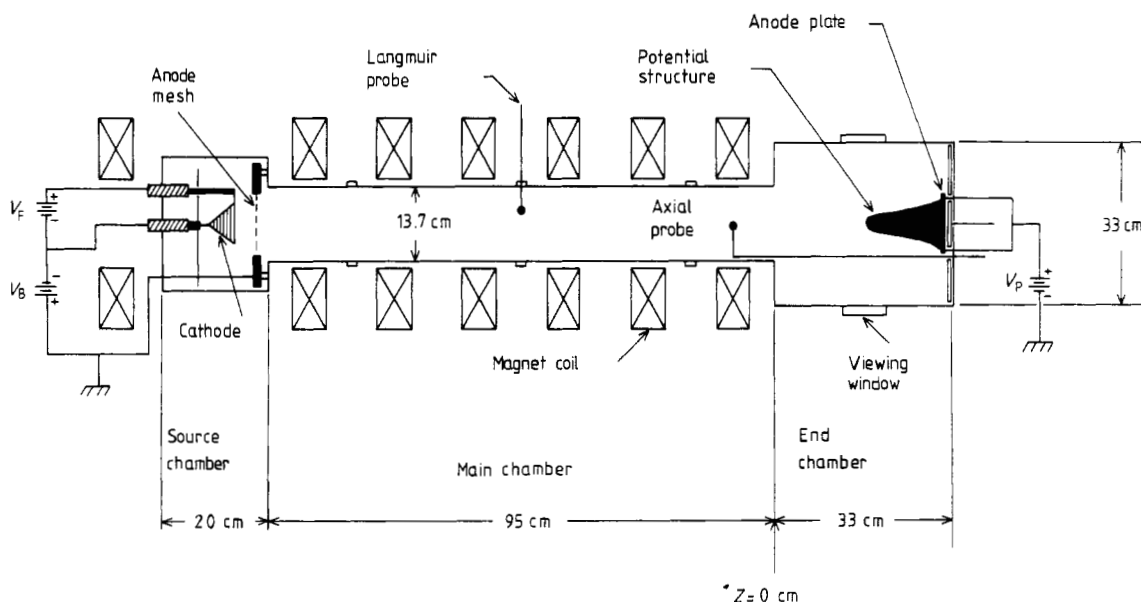 Anode plate
Langmuir
probe
Potential
structure
Anode
mesh
V_F
+
-
13.7 cm
Axial
probe
33 cm
V_B
-
+
V_P
+
-
Cathode
Magnet coil
Viewing
window
Source
chamber
Main chamber
End
chamber
20 cm
95 cm
33 cm
Z = 0 cm